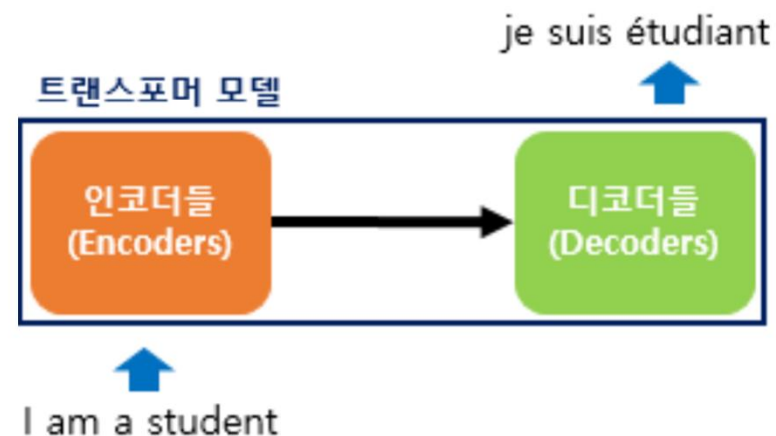 je suis étudiant
트랜스포머 모델
인코더들
(Encoders)
디코더들
(Decoders)
I am a student